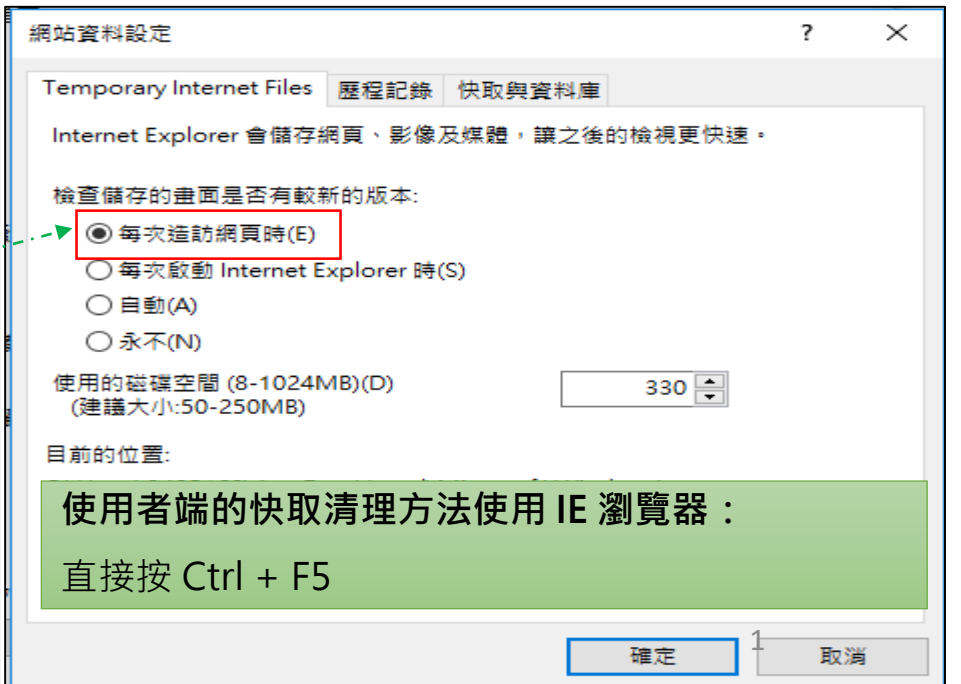 網站資料設定 ?
Temporary Internet Files 歷程記錄 快取與資料庫
Internet Explorer 會儲存網頁、影像及媒體，讓之後的檢視更快速。
檢查儲存的畫面是否有較新的版本:
每次造訪網頁時(E)
每次啟動 Internet Explorer 時(S)
自動(A)
永不(N)
使用的磁碟空間 (8-1024MB)(D) 330
(建議大小:50-250MB)
目前的位置:
使用者端的快取清理方法使用 IE 瀏覽器：
直接按 Ctrl + F5
1
確定 取消